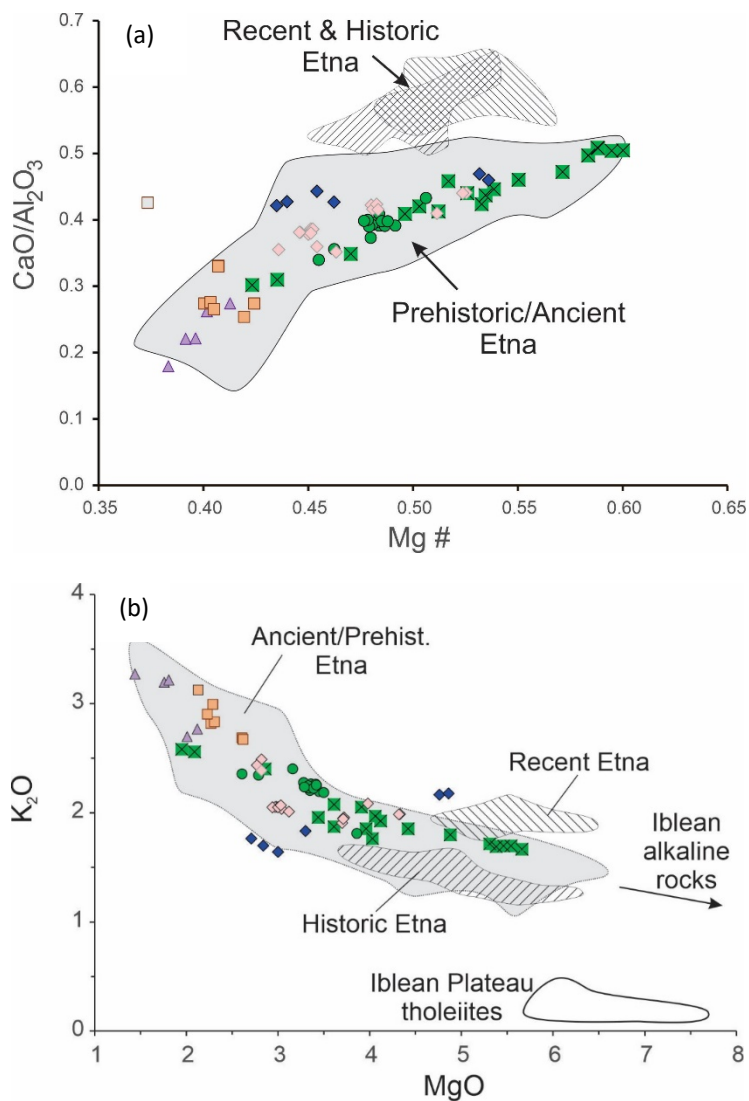 (a)
0.7
0.6
0.5
0.4
0.3
0.2
0.1
0.0
CaO/Al₂O₃
Recent & Historic
Etna
Prehistoric/Ancient
Etna
0.35
0.40
0.45
0.50
0.55
0.60
0.65
Mg #
(b)
4
3
2
1
0
K₂O
Ancient/Prehist.
Etna
Recent Etna
Iblean
alkaline
rocks
Historic Etna
Iblean Plateau
tholeiites
1
2
3
4
5
6
7
8
MgO